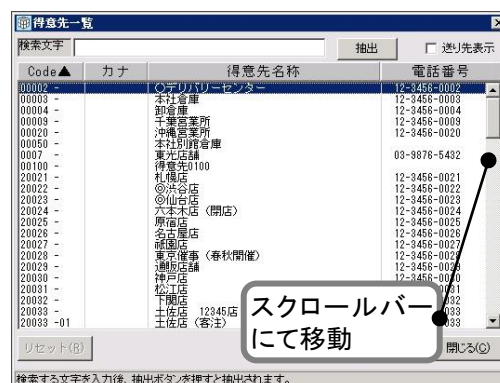 得意先一覧
検索文字 抽出 送り先表示
Code▲ カナ 得意先名称 電話番号
00002 - ○デリバリーセンター 12-3456-0002
00003 - 本社倉庫 12-3456-0003
00004 - 卸倉庫 12-3456-0004
00009 - 千葉営業所 12-3456-0009
00020 - 沖縄営業所 12-3456-0020
00050 - 本社別館倉庫
0007 - 東光店舗 03-9876-5432
00100 - 得意先0100
20021 - 札幌店 12-3456-0021
20022 - ◎渋谷店 12-3456-0022
20023 - ◎仙台店 12-3456-0023
20024 - 六本木店（閉店） 12-3456-0024
20025 - 原宿店 12-3456-0025
20026 - 名古屋店 12-3456-0026
20027 - 祇園店 12-3456-0027
20028 - 東京催事（春秋開催） 12-3456-0028
20029 - 通販店舗 12-3456-0029
20030 - 神戸店
20031 - 松江店
20032 - 下関店
20033 - 土佐店 12345店
20033 -01 土佐店（客注）
スクロールバー
にて移動
リセット(R) 閉じる(C)
検索する文字を入力後、抽出ボタンを押すと抽出されます。